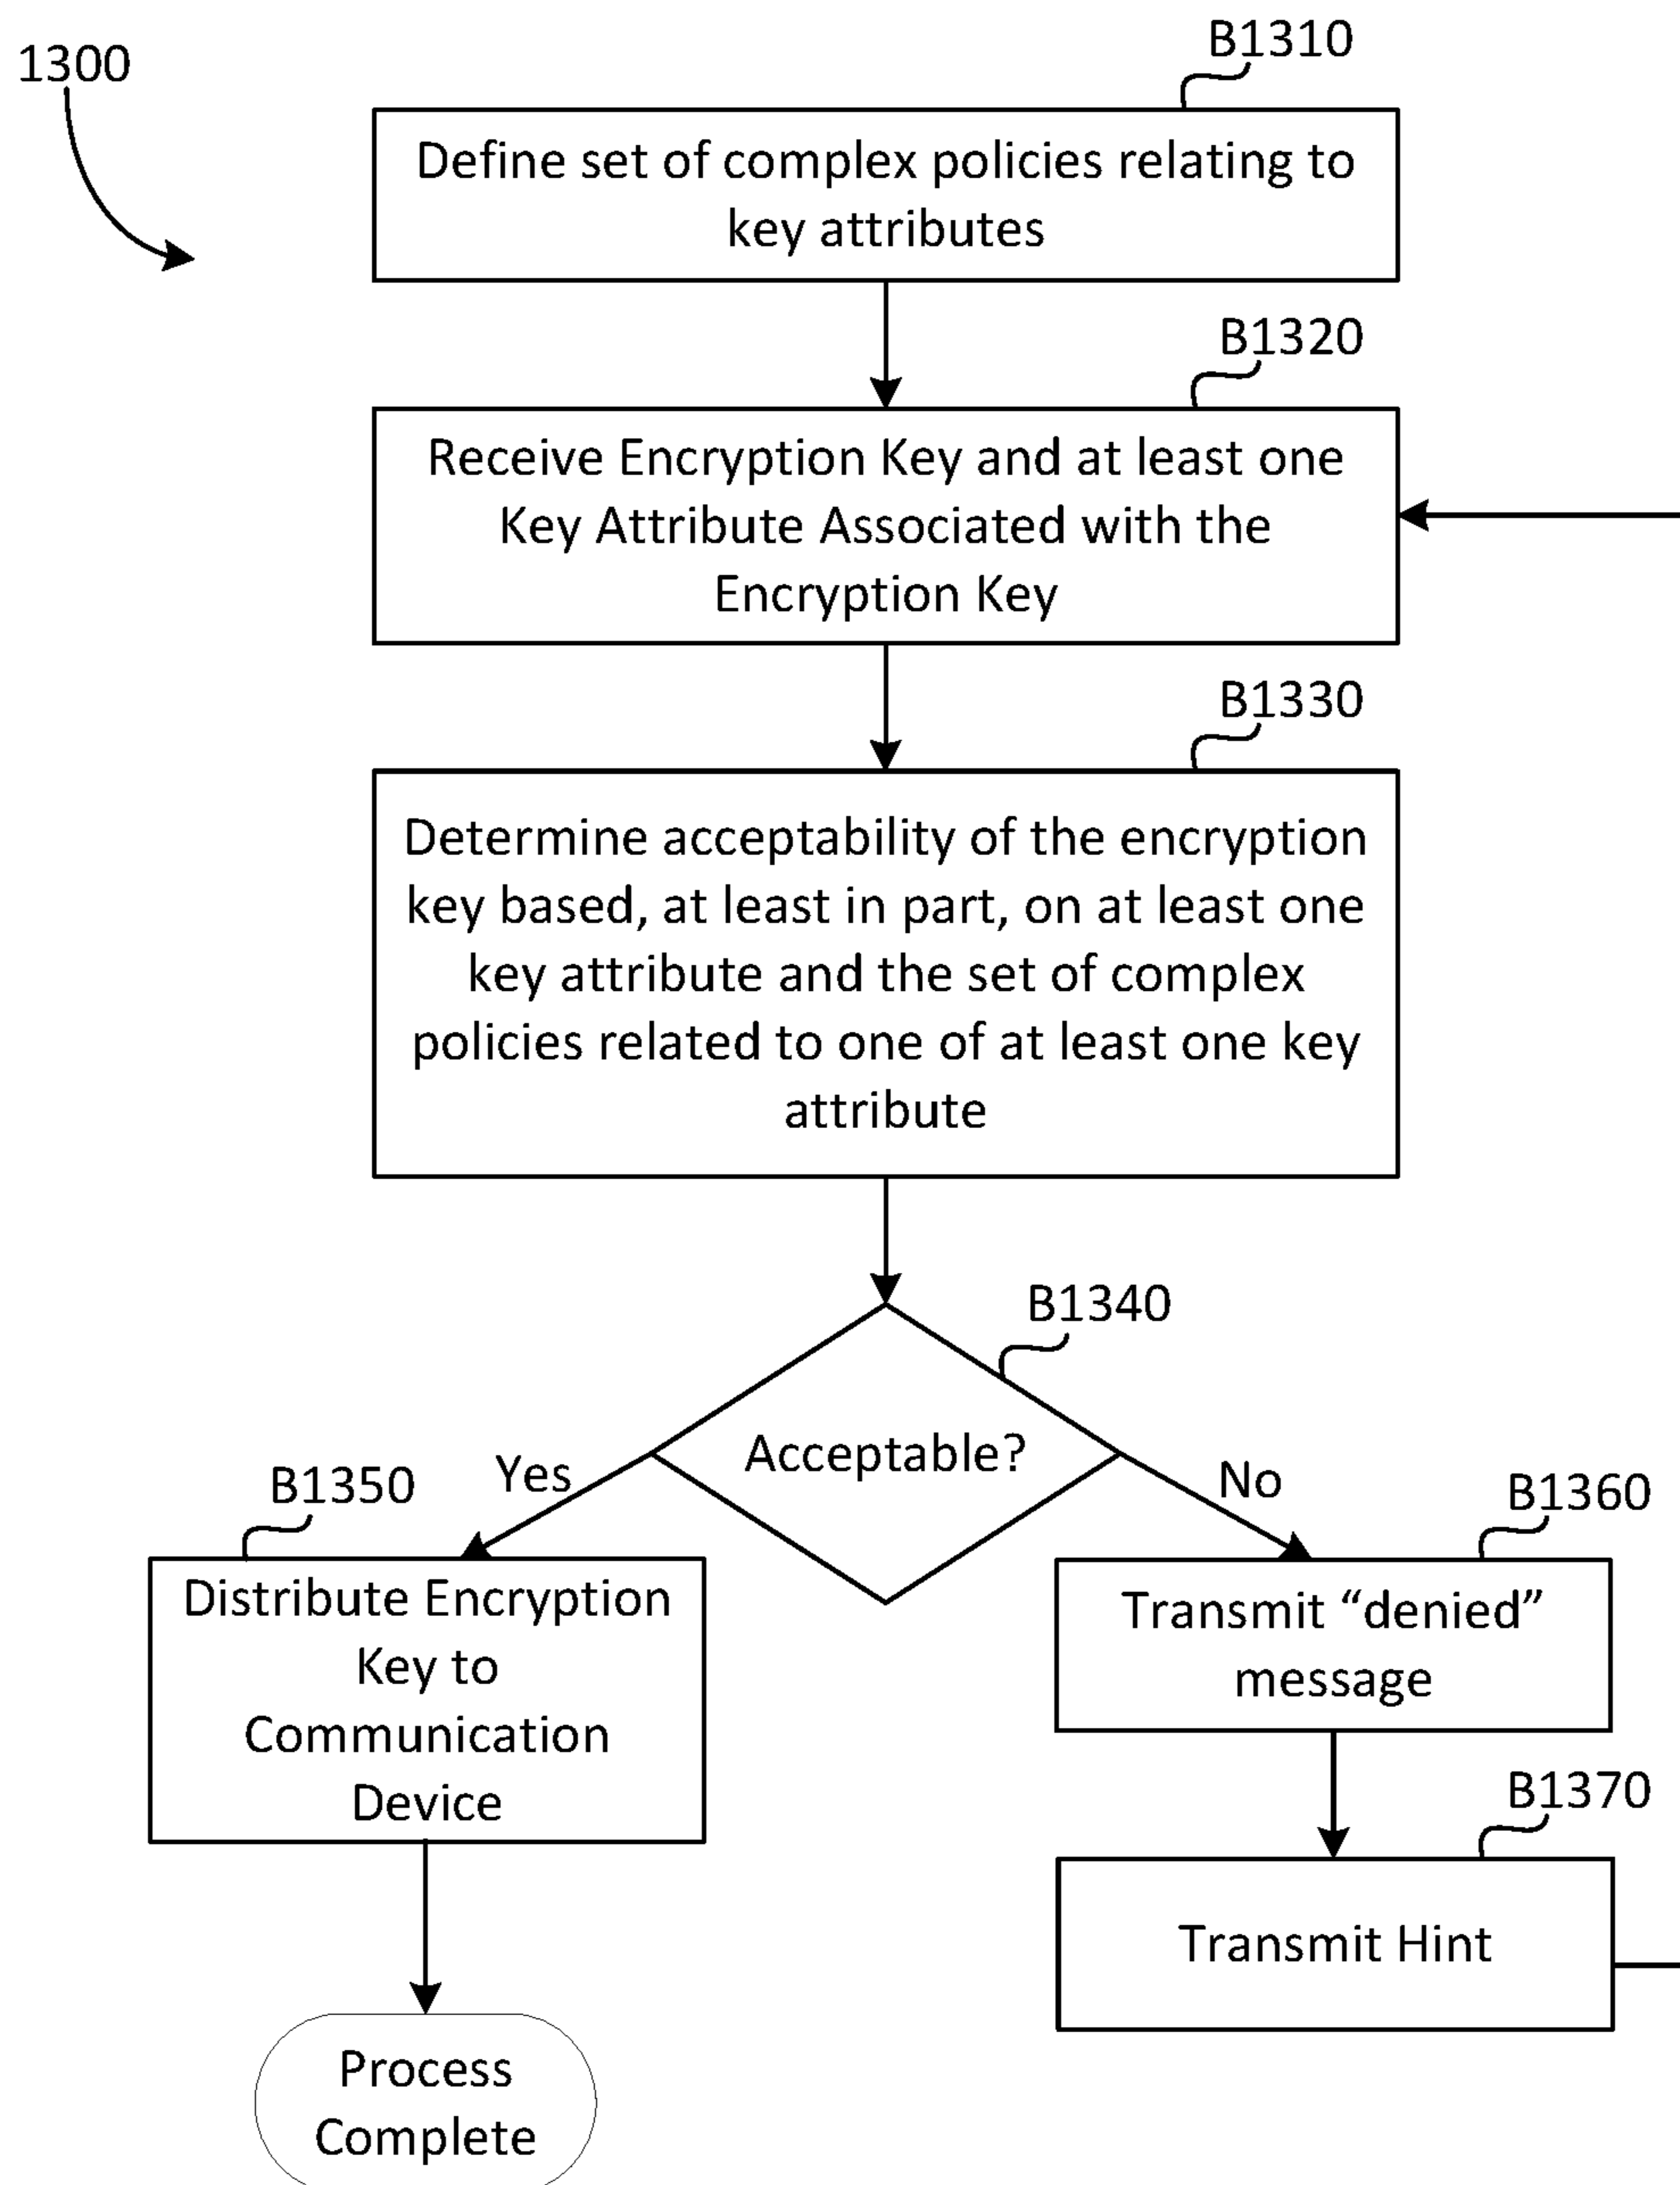 1300
B1310
Define set of complex policies relating to
key attributes
B1320
Receive Encryption Key and at least one
Key Attribute Associated with the
Encryption Key
B1330
Determine acceptability of the encryption
key based, at least in part, on at least one
key attribute and the set of complex
policies related to one of at least one key
attribute
B1340
Acceptable?
Yes
No
B1350
Distribute Encryption
Key to
Communication
Device
B1360
Transmit “denied”
message
B1370
Transmit Hint
Process
Complete